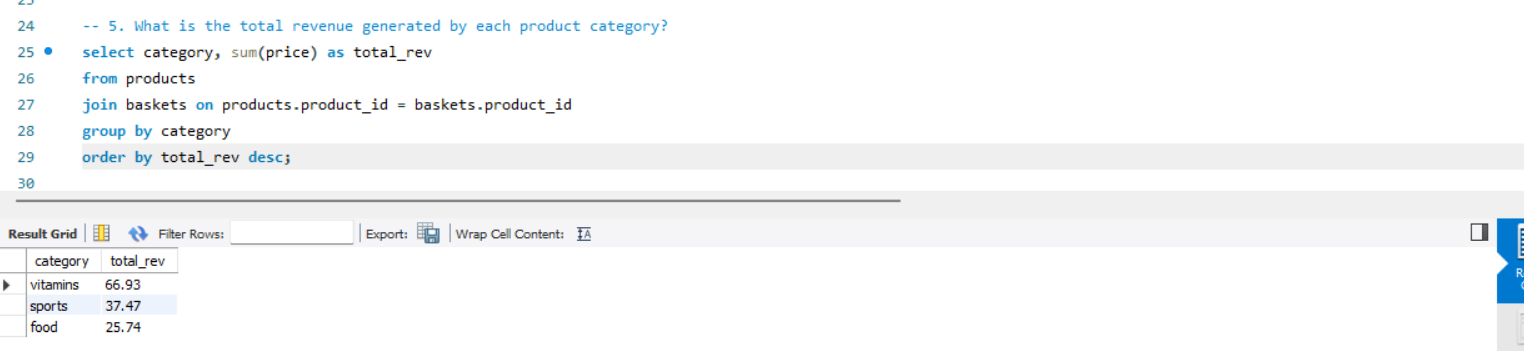 24 -- 5. What is the total revenue generated by each product category?
25 select category, sum(price) as total_rev
26 from products
27 join baskets on products.product_id = baskets.product_id
28 group by category
29 order by total_rev desc;
30
Result Grid Filter Rows: Export: Wrap Cell Content: IA
category total_rev
vitamins 66.93
sports 37.47
food 25.74